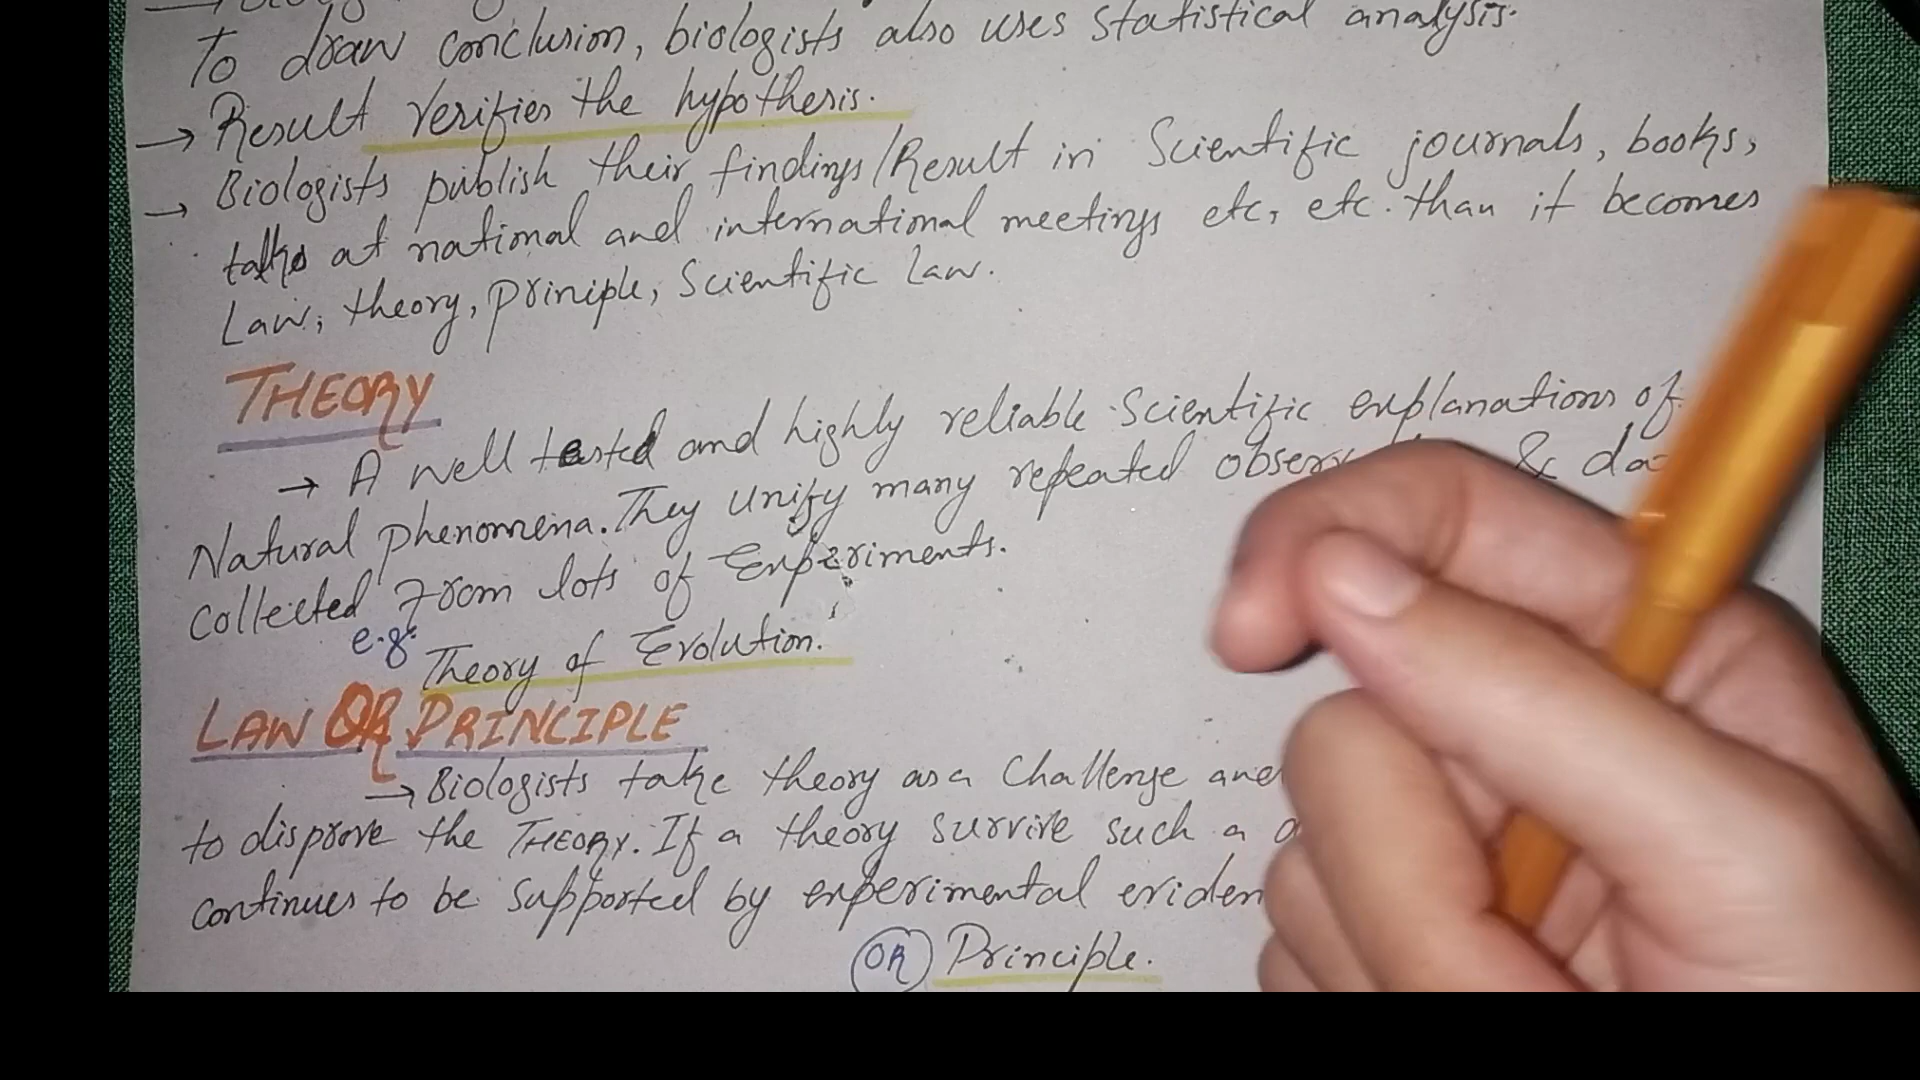 To draw conclusion, biologists also uses statistical analysis.
→ Result verifies the hypothesis.
→ Biologists publish their findings/Result in Scientific journals, books,
talks at national and international meetings etc, etc. than it becomes
Law, theory, priniple, Scientific Law.
THEORY
→ A well tested and highly reliable Scientific explanations of
Natural phenomena. They unify many repeated & 
collected from lots of Experiments.
e.g:
Theory of Evolution.
LAW OR PRINCIPLE
→ Biologists take theory as a Challenge
to disprove the THEORY. If a theory survive such a
continues to be supported by experimental
OR Principle.